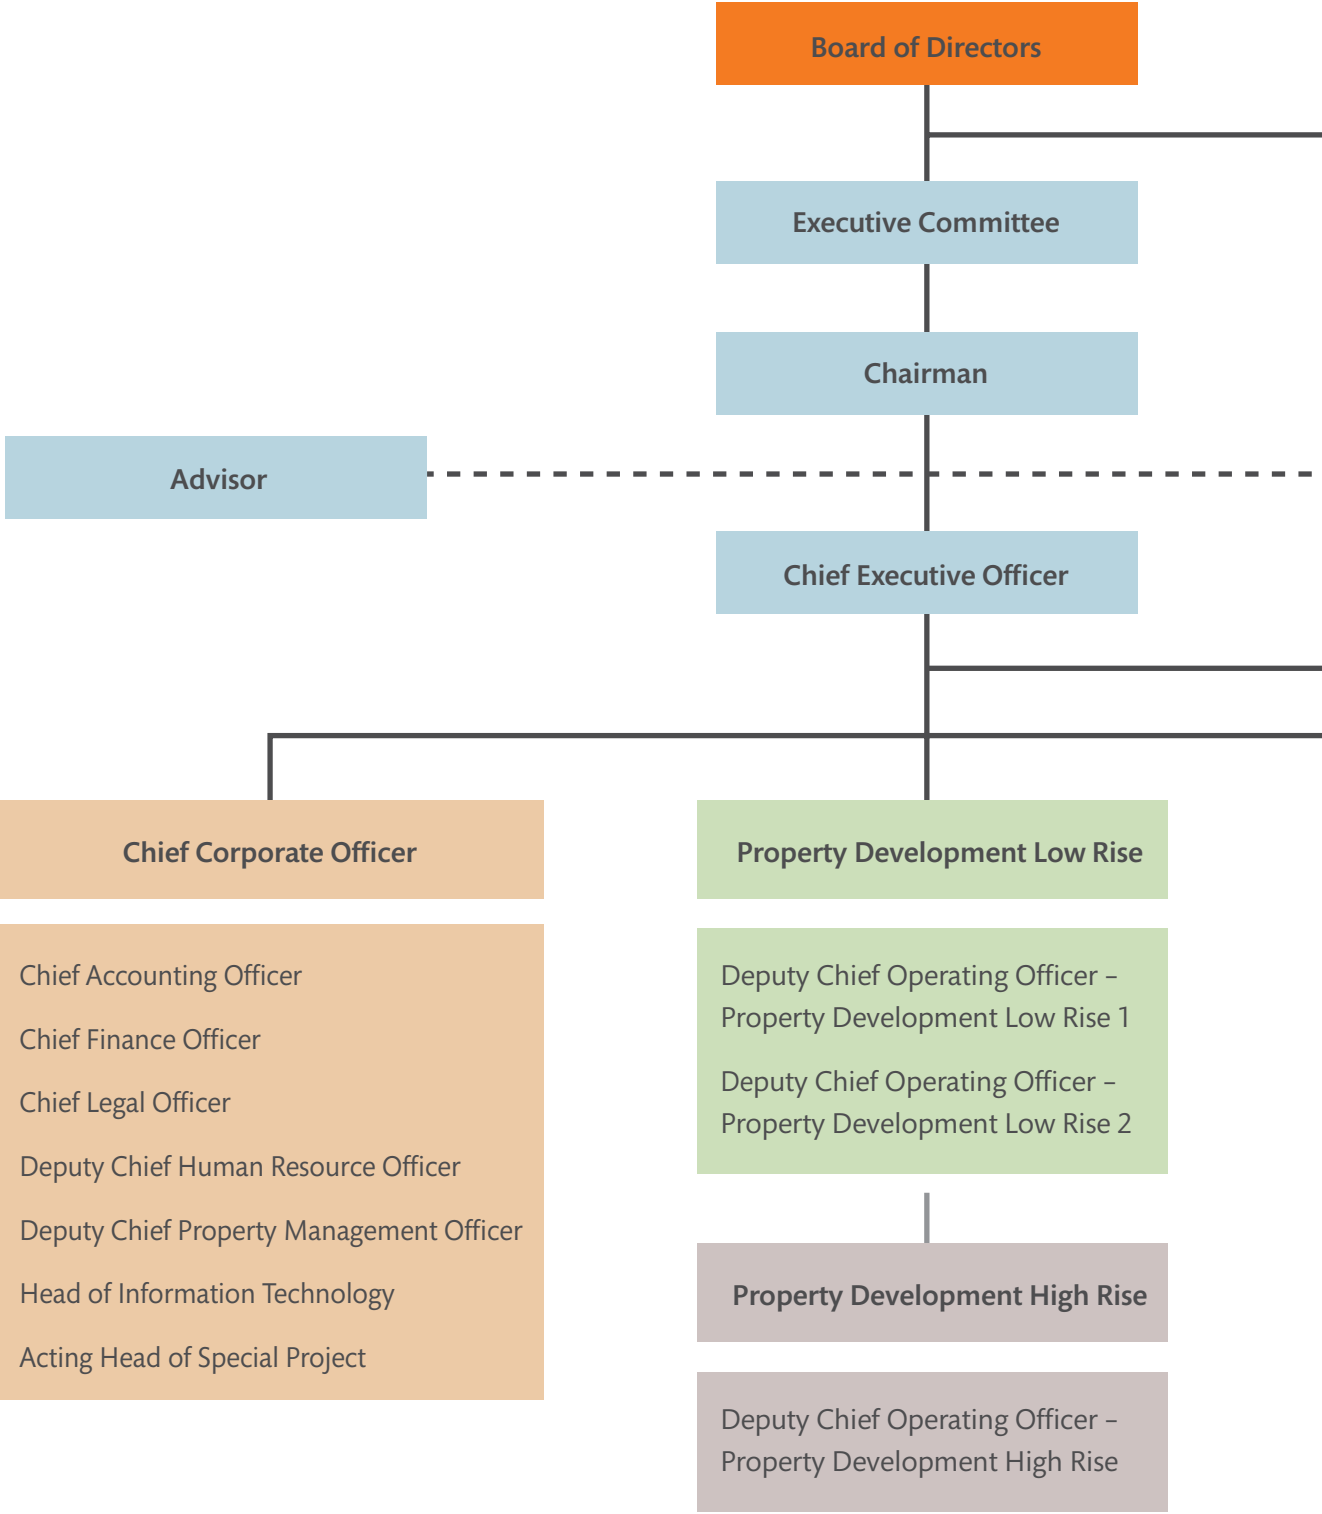 Board of Directors
Executive Committee
Chairman
Advisor
Chief Executive Officer
Chief Corporate Officer
Chief Accounting Officer
Chief Finance Officer
Chief Legal Officer
Deputy Chief Human Resource Officer
Deputy Chief Property Management Officer
Head of Information Technology
Acting Head of Special Project
Property Development Low Rise
Deputy Chief Operating Officer –
Property Development Low Rise 1
Deputy Chief Operating Officer –
Property Development Low Rise 2
Property Development High Rise
Deputy Chief Operating Officer –
Property Development High Rise